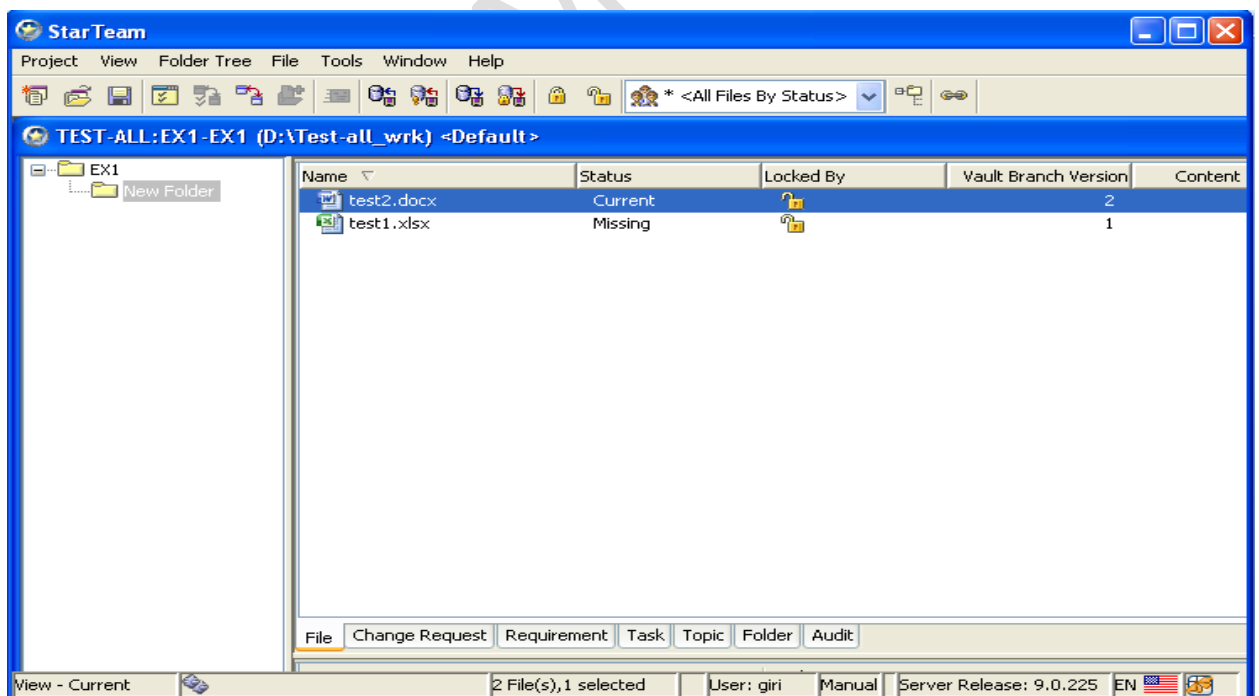 StarTeam
Project View Folder Tree File Tools Window Help
* <All Files By Status>
TEST-ALL:EX1-EX1 (D:\Test-all_wrk) <Default>
EX1
New Folder
Name Status Locked By Vault Branch Version Content
test2.docx Current 2
test1.xlsx Missing 1
File Change Request Requirement Task Topic Folder Audit
View - Current 2 File(s),1 selected User: giri Manual Server Release: 9.0.225 EN